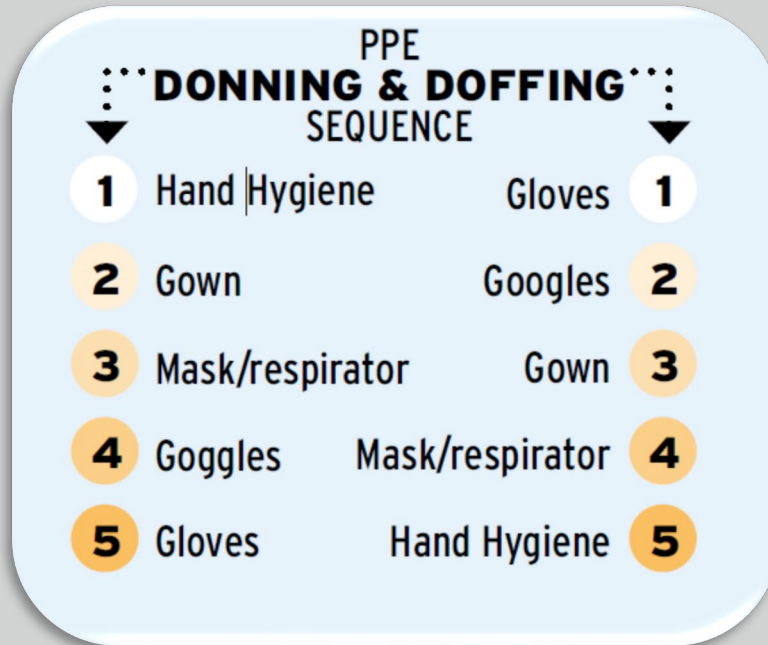 PPE
DONNING & DOFFING
SEQUENCE
1 Hand Hygiene Gloves 1
2 Gown Googles 2
3 Mask/respirator Gown 3
4 Goggles Mask/respirator 4
5 Gloves Hand Hygiene 5